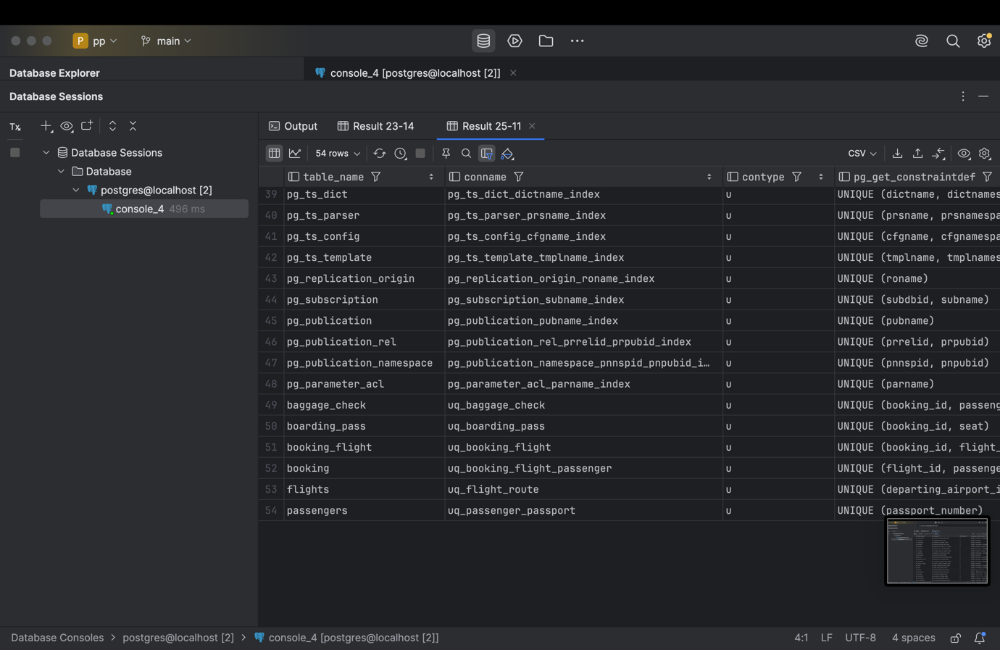 P pp main
Database Explorer
console_4 [postgres@localhost [2]]
Database Sessions
Tx
Output Result 23-14 Result 25-11
Database Sessions
Database
postgres@localhost [2]
console_4 496 ms
54 rows CSV
table_name conname contype pg_get_constraintdef
39 pg_ts_dict pg_ts_dict_dictname_index u UNIQUE (dictname, dictnames
40 pg_ts_parser pg_ts_parser_prsname_index u UNIQUE (prsname, prsnamespa
41 pg_ts_config pg_ts_config_cfgname_index u UNIQUE (cfgname, cfgnamespa
42 pg_ts_template pg_ts_template_tmplname_index u UNIQUE (tmplname, tmplnames
43 pg_replication_origin pg_replication_origin_roname_index u UNIQUE (roname)
44 pg_subscription pg_subscription_subname_index u UNIQUE (subdbid, subname)
45 pg_publication pg_publication_pubname_index u UNIQUE (pubname)
46 pg_publication_rel pg_publication_rel_prrelid_prpubid_index u UNIQUE (prrelid, prpubid)
47 pg_publication_namespace pg_publication_namespace_pnnspid_pnpubid_i… u UNIQUE (pnnspid, pnpubid)
48 pg_parameter_acl pg_parameter_acl_parname_index u UNIQUE (parname)
49 baggage_check uq_baggage_check u UNIQUE (booking_id, passeng
50 boarding_pass uq_boarding_pass u UNIQUE (booking_id, seat)
51 booking_flight uq_booking_flight u UNIQUE (booking_id, flight_
52 booking uq_booking_flight_passenger u UNIQUE (flight_id, passenge
53 flights uq_flight_route u UNIQUE (departing_airport_i
54 passengers uq_passenger_passport u UNIQUE (passport_number)
Database Consoles > postgres@localhost [2] > console_4 [postgres@localhost [2]] 4:1 LF UTF-8 4 spaces